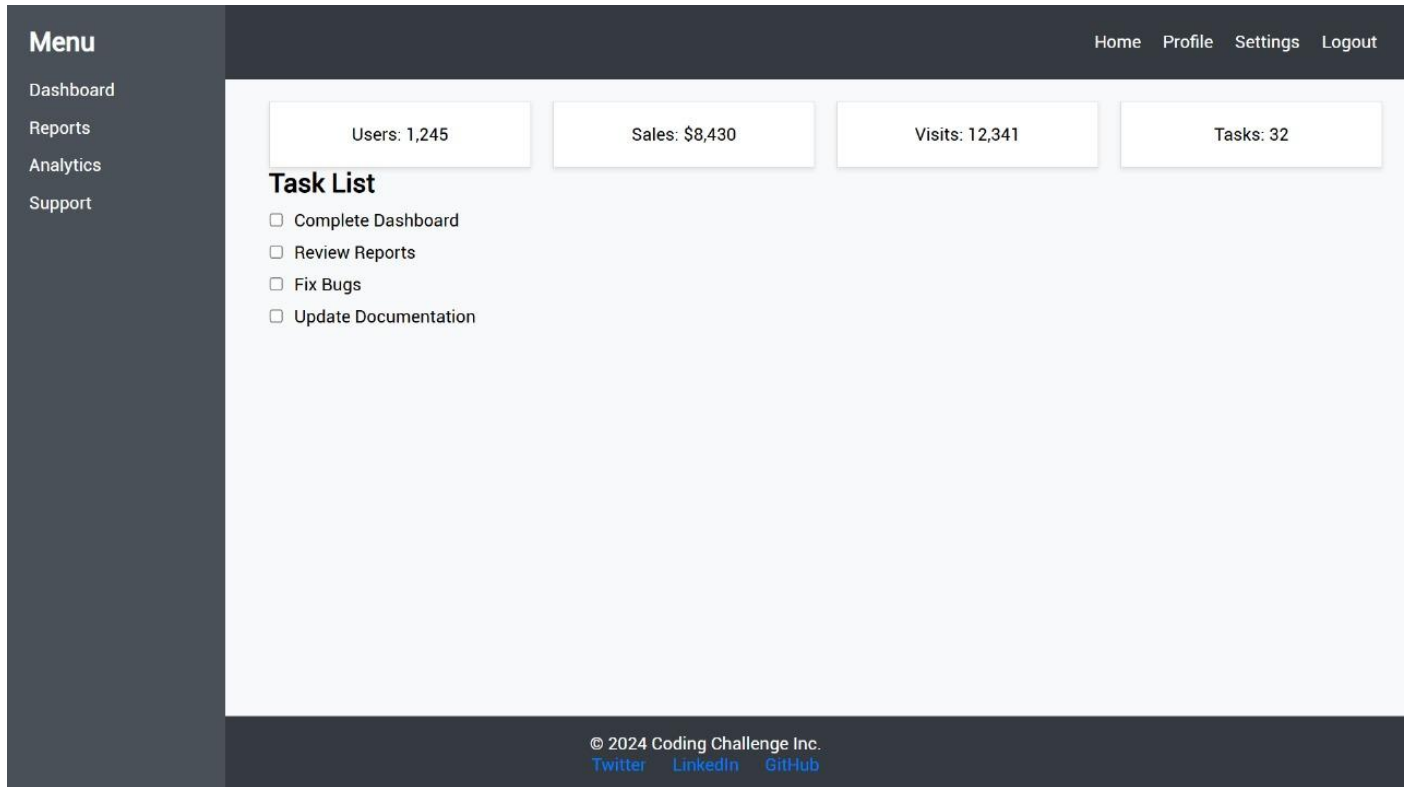 Menu
Dashboard
Reports
Analytics
Support
Home Profile Settings Logout
Users: 1,245
Sales: $8,430
Visits: 12,341
Tasks: 32
Task List
Complete Dashboard
Review Reports
Fix Bugs
Update Documentation
© 2024 Coding Challenge Inc.
Twitter LinkedIn GitHub